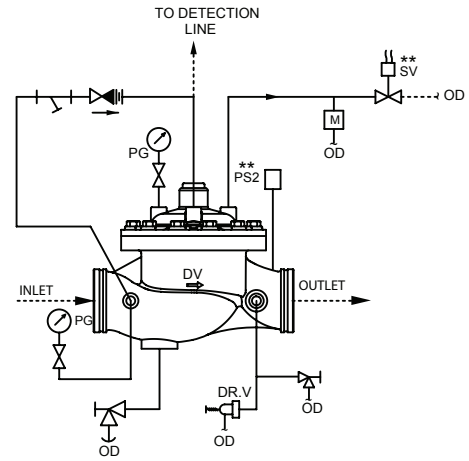 TO DETECTION
LINE
**
SV
OD
M
OD
PG
**
PS2
DV
INLET
OUTLET
PG
DR.V
OD
OD
OD